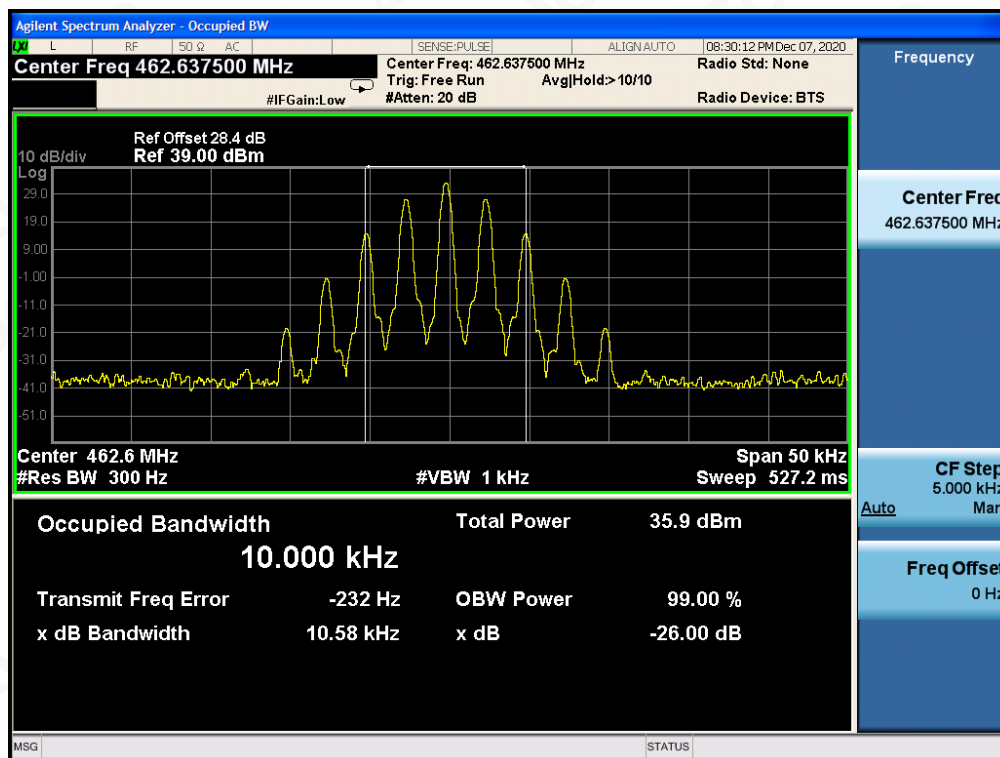 Agilent Spectrum Analyzer - Occupied BW
LXI L RF 50 Ω AC SENSE:PULSE ALIGN AUTO 08:30:12 PM Dec 07, 2020
Center Freq 462.637500 MHz
Center Freq: 462.637500 MHz Radio Std: None
Trig: Free Run Avg|Hold:>10/10
#IFGain:Low #Atten: 20 dB Radio Device: BTS
Ref Offset 28.4 dB
10 dB/div Ref 39.00 dBm
Log
29.0
19.0
9.00
-1.00
-11.0
-21.0
-31.0
-41.0
-51.0
Center 462.6 MHz Span 50 kHz
#Res BW 300 Hz #VBW 1 kHz Sweep 527.2 ms
Occupied Bandwidth Total Power 35.9 dBm
10.000 kHz
Transmit Freq Error -232 Hz OBW Power 99.00 %
x dB Bandwidth 10.58 kHz x dB -26.00 dB
MSG STATUS
Frequency
Center Freq
462.637500 MHz
CF Step
5.000 kHz
Auto Man
Freq Offset
0 Hz